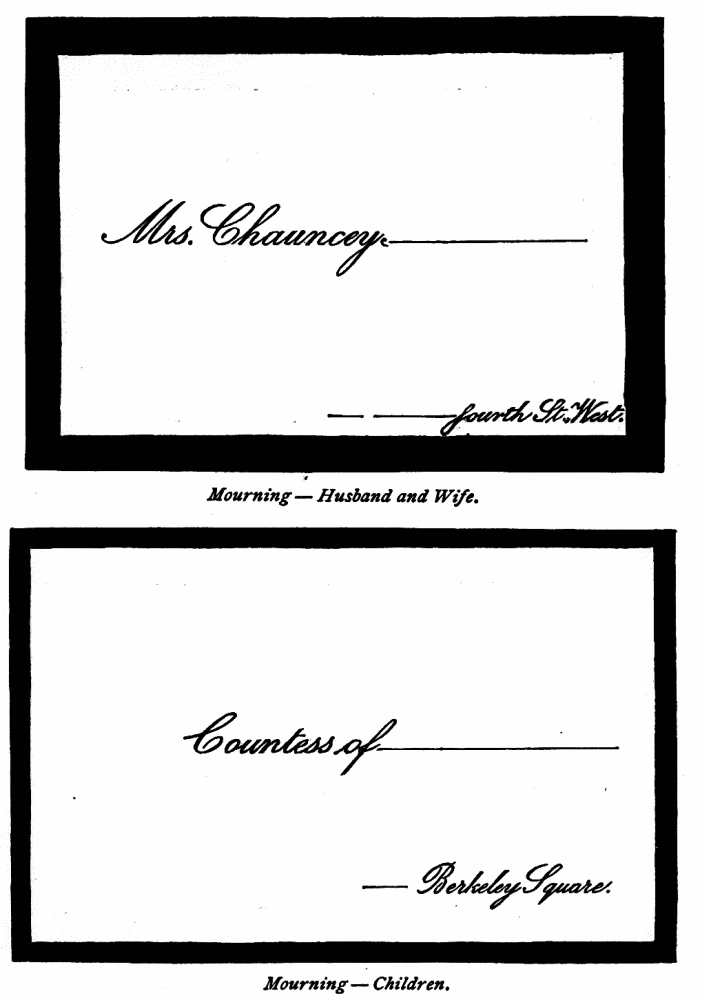 Mrs. Chauncey ————
— ——fourth St. West.
Mourning — Husband and Wife.
Countess of ————
— Berkeley Square.
Mourning — Children.